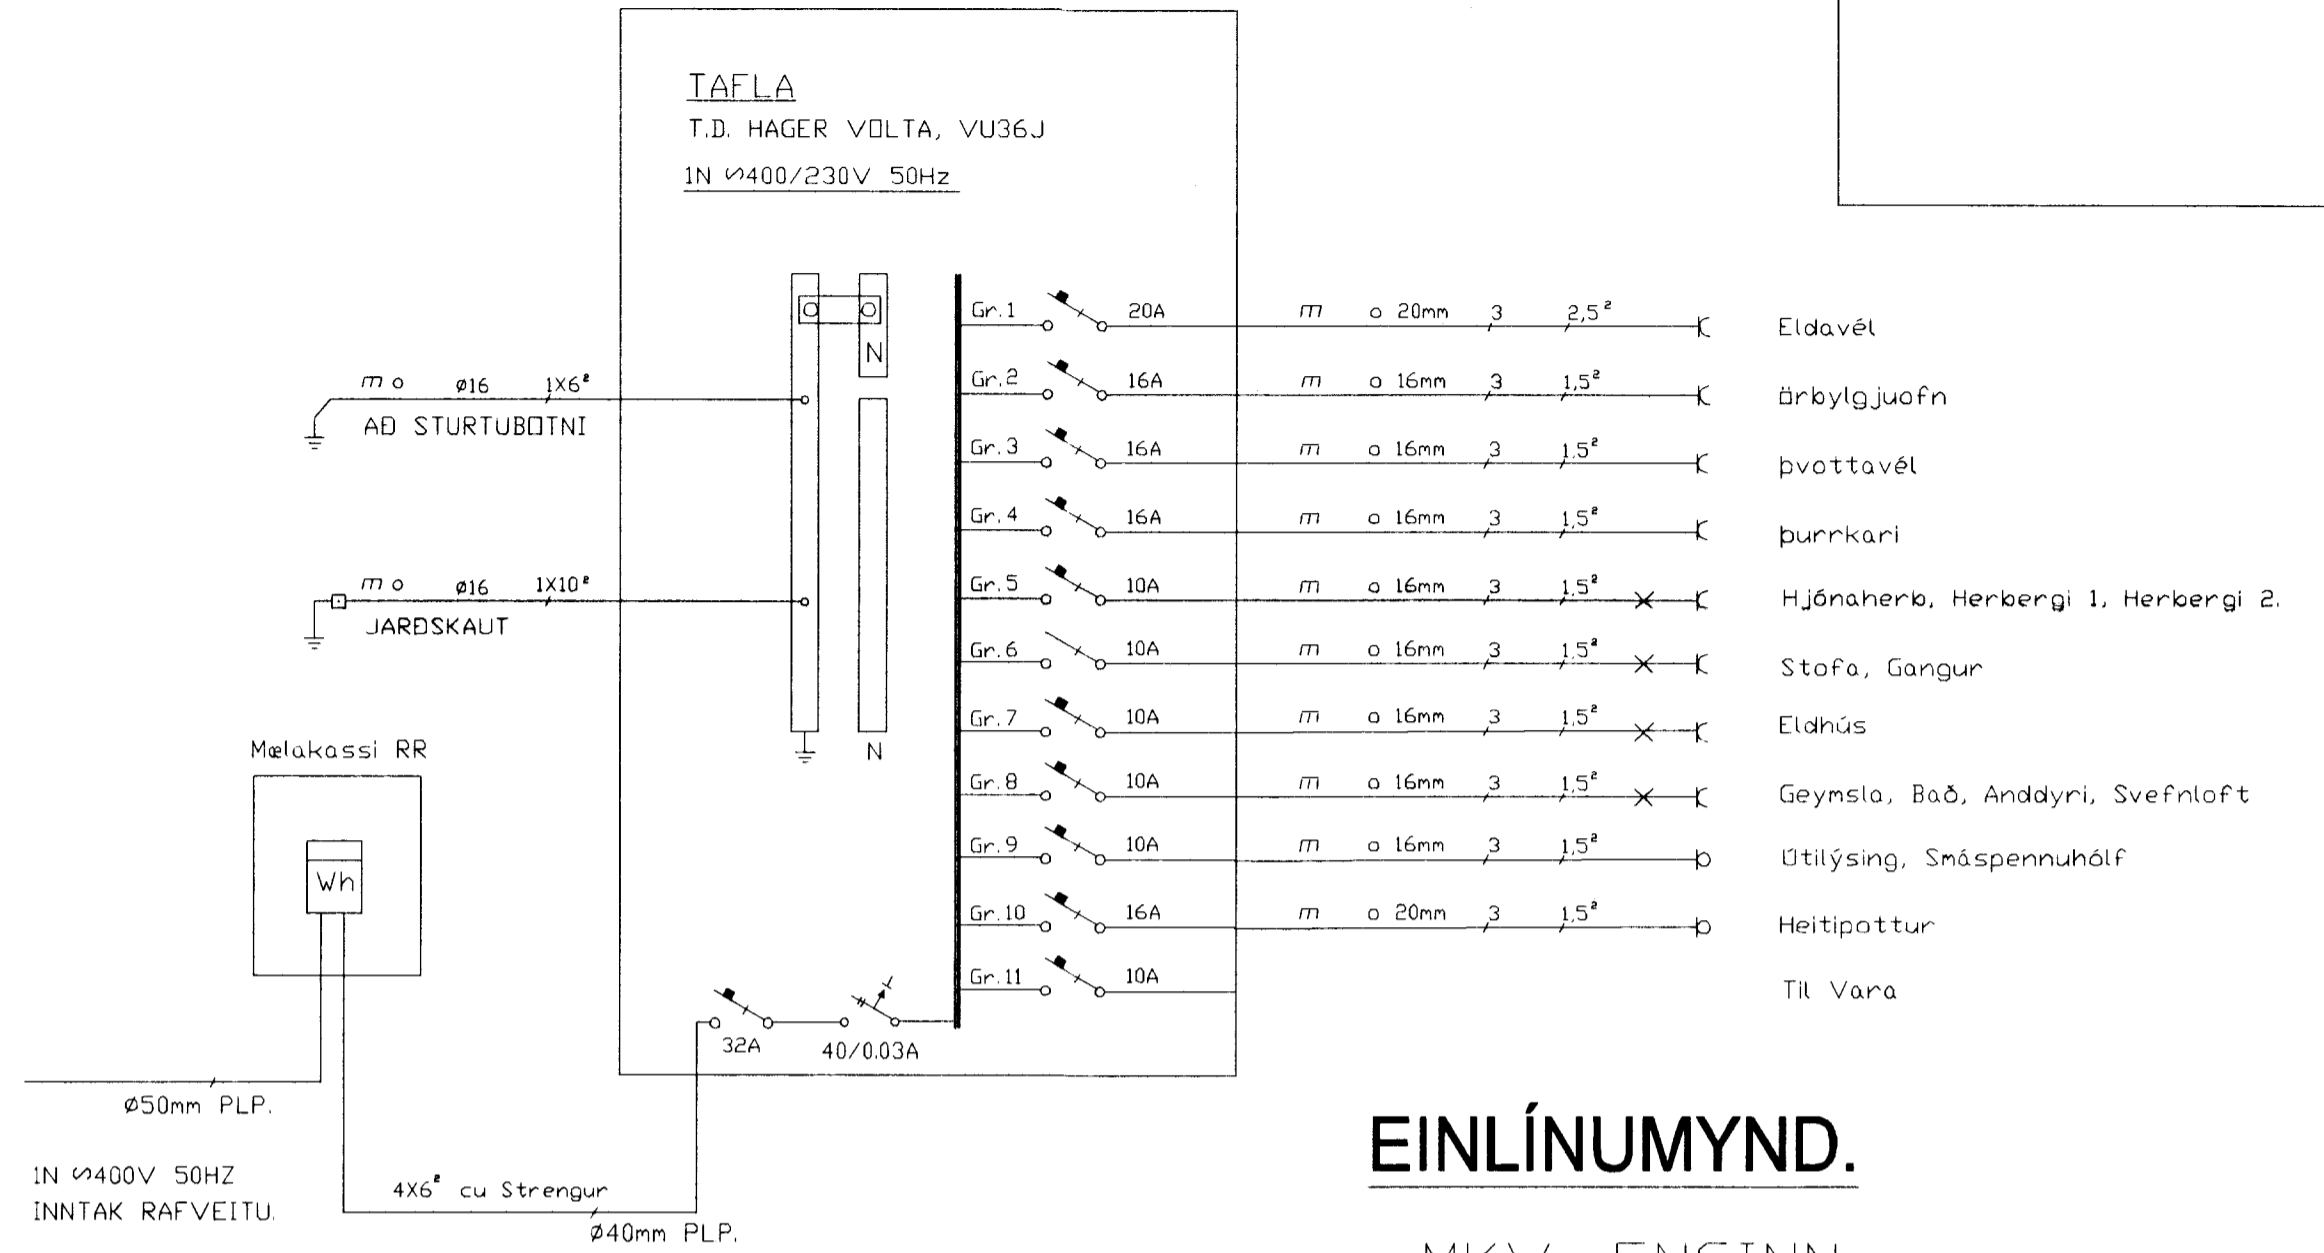 TAFLA
T.D. HAGER VOLTA, VU36J
1N ∿400/230V 50Hz
Gr.1 20A m o 20mm 3 2,5² Eldavél
N
Gr.2 16A m o 16mm 3 1,5² örbylgjuofn
m o ø16 1X6²
AÐ STURTUBOTNI
Gr.3 16A m o 16mm 3 1,5² þvottavél
Gr.4 16A m o 16mm 3 1,5² þurrkari
Gr.5 10A m o 16mm 3 1,5² Hjónaherb, Herbergi 1, Herbergi 2.
m o ø16 1X10²
JARÐSKAUT
Gr.6 10A m o 16mm 3 1,5² Stofa, Gangur
Gr.7 10A m o 16mm 3 1,5² Eldhús
N
Mælakassi RR
Wh
Gr.8 10A m o 16mm 3 1,5² Geymsla, Bað, Anddyri, Svefnloft
Gr.9 10A m o 16mm 3 1,5² Útilýsing, Smáspennuhólf
Gr.10 16A m o 20mm 3 1,5² Heitipottur
Gr.11 10A Til Vara
32A 40/0.03A
Ø50mm PLP.
1N ∿400V 50HZ
INNTAK RAFVEITU.
4X6² cu Strengur
Ø40mm PLP.
EINLÍNUMYND.